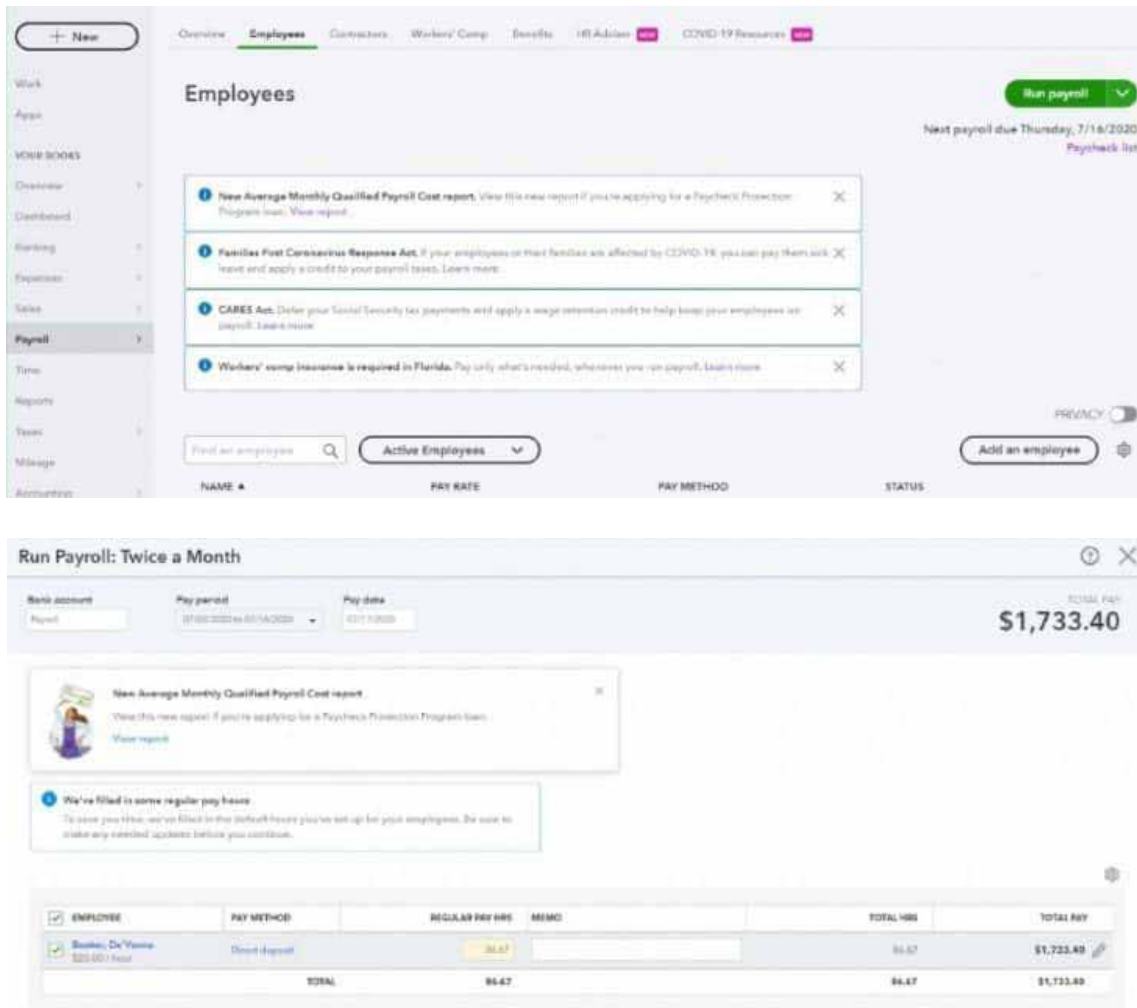 + New
Overview Employees Contractors Workers' Comp Benefits HR Advisor NEW COVID-19 Resources NEW
Work
Apps
Employees
Run payroll
Next payroll due Thursday, 7/16/2020
Paycheck list
YOUR BOOKS
Overview
Dashboard
Banking
Expenses
Sales
Payroll
Time
Reports
Taxes
Mileage
Accounting
New Average Monthly Qualified Payroll Cost report. View this new report if you're applying for a Paycheck Protection
Program loan. View report
Families First Coronavirus Response Act. If your employees or their families are affected by COVID-19, you can pay them sick
leave and apply a credit to your payroll taxes. Learn more
CARES Act. Defer your Social Security tax payments and apply a wage retention credit to help keep your employees on
payroll. Learn more
Workers' comp insurance is required in Florida. Pay only what's needed, whenever you run payroll. Learn more
PRIVACY
Find an employee
Active Employees
Add an employee
NAME PAY RATE PAY METHOD STATUS
Run Payroll: Twice a Month
Bank account Pay period Pay date
Payroll
TOTAL PAY
$1,733.40
New Average Monthly Qualified Payroll Cost report
View this new report if you're applying for a Paycheck Protection Program loan.
View report
We've filled in some regular pay hours
To save you time, we've filled in the default hours you've set up for your employees. Be sure to
make any needed updates before you continue.
EMPLOYEE PAY METHOD REGULAR PAY HRS MEMO TOTAL HRS TOTAL PAY
Direct deposit 86.67 86.67 $1,733.40
$20.00 / hour
TOTAL 86.67 86.67 $1,733.40